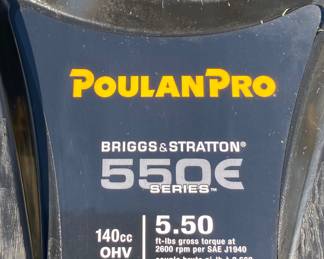 POULANPRO
BRIGGS & STRATTON®
550E
SERIES™
140cc
OHV
5.50
ft-lbs gross torque at
2600 rpm per SAE J1940